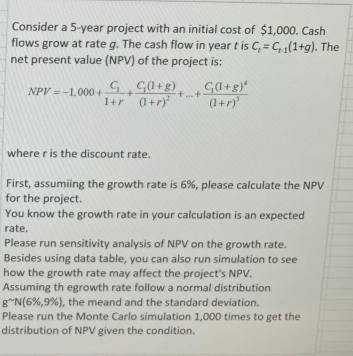 Consider a 5-year project with an initial cost of $1,000. Cash
flows grow at rate g. The cash flow in year t is Cₜ = Cₜ₋₁(1+g). The
net present value (NPV) of the project is:
NPV = -1,000 + C₁/(1+r) + C₁(1+g)/(1+r)² + ... + C₁(1+g)⁴/(1+r)⁵
where r is the discount rate.
First, assumiing the growth rate is 6%, please calculate the NPV
for the project.
You know the growth rate in your calculation is an expected
rate.
Please run sensitivity analysis of NPV on the growth rate.
Besides using data table, you can also run simulation to see
how the growth rate may affect the project's NPV.
Assuming th egrowth rate follow a normal distribution
g~N(6%,9%), the meand and the standard deviation.
Please run the Monte Carlo simulation 1,000 times to get the
distribution of NPV given the condition.